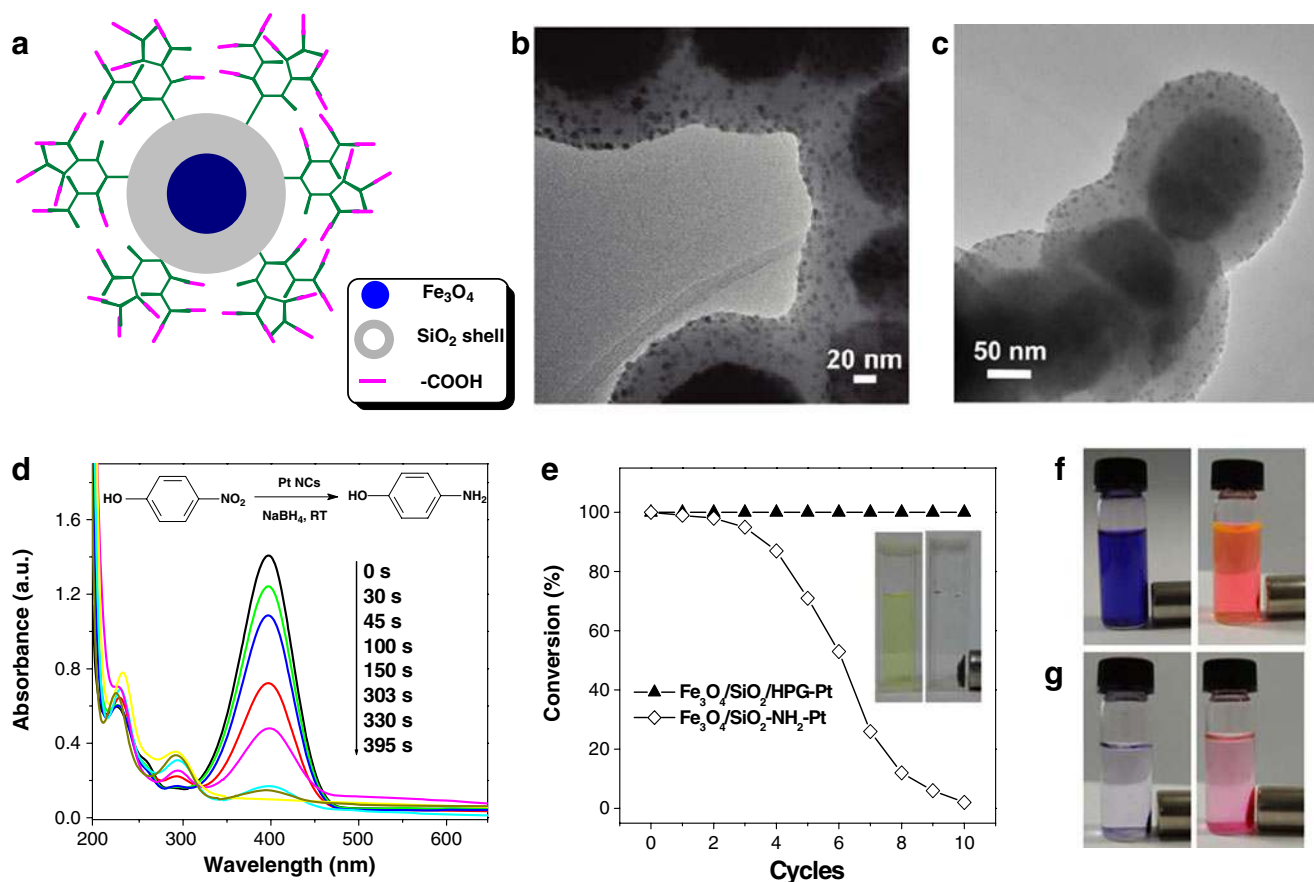 a
Fe₃O₄
SiO₂ shell
-COOH
b
20 nm
c
50 nm
d
HO
NO₂
Pt NCs
NaBH₄, RT
HO
NH₂
0 s
30 s
45 s
100 s
150 s
303 s
330 s
395 s
1.6
1.2
0.8
0.4
0.0
Absorbance (a.u.)
200 300 400 500 600
Wavelength (nm)
e
100
80
60
40
20
0
Conversion (%)
Fe₃O₄/SiO₂/HPG-Pt
Fe₃O₄/SiO₂-NH₂-Pt
0 2 4 6 8 10
Cycles
f
g